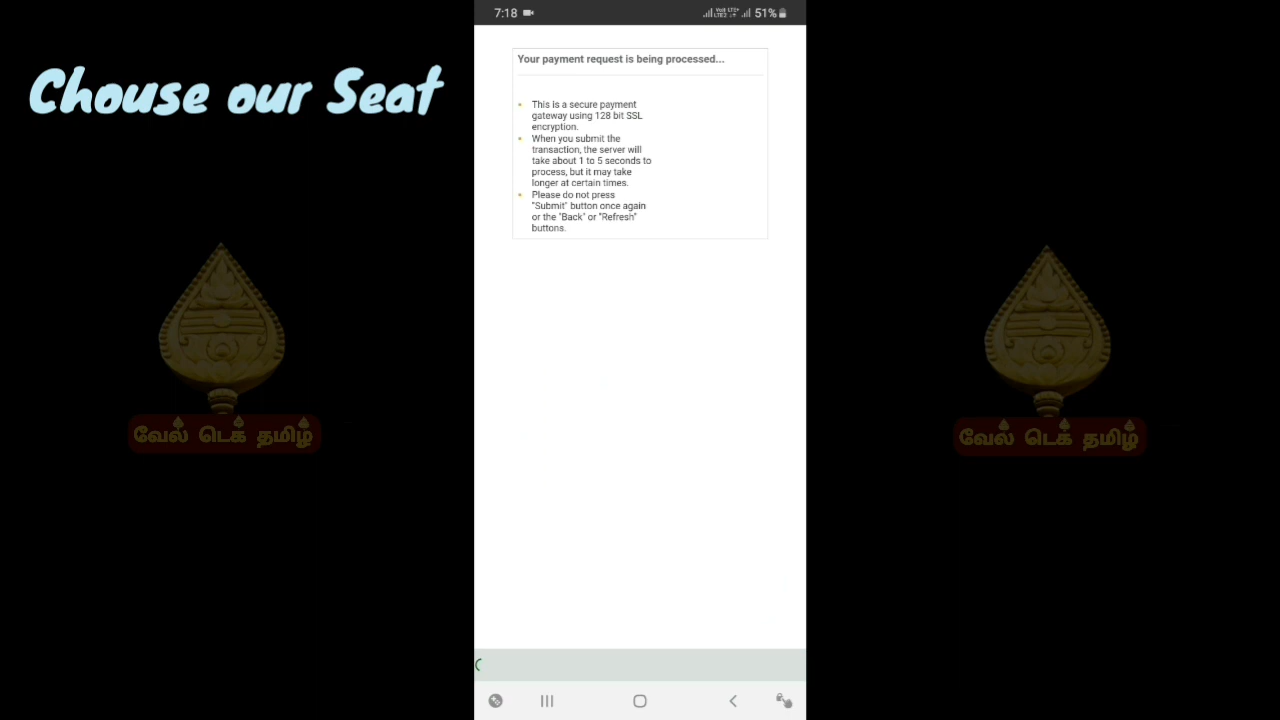 Chouse our Seat
7:18
VoB LTE+
LTE2
51%
Your payment request is being processed...
This is a secure payment
gateway using 128 bit SSL
encryption.
When you submit the
transaction, the server will
take about 1 to 5 seconds to
process, but it may take
longer at certain times.
Please do not press
"Submit" button once again
or the "Back" or "Refresh"
buttons.
வேல் டெக் தமிழ்
வேல் டெக் தமிழ்